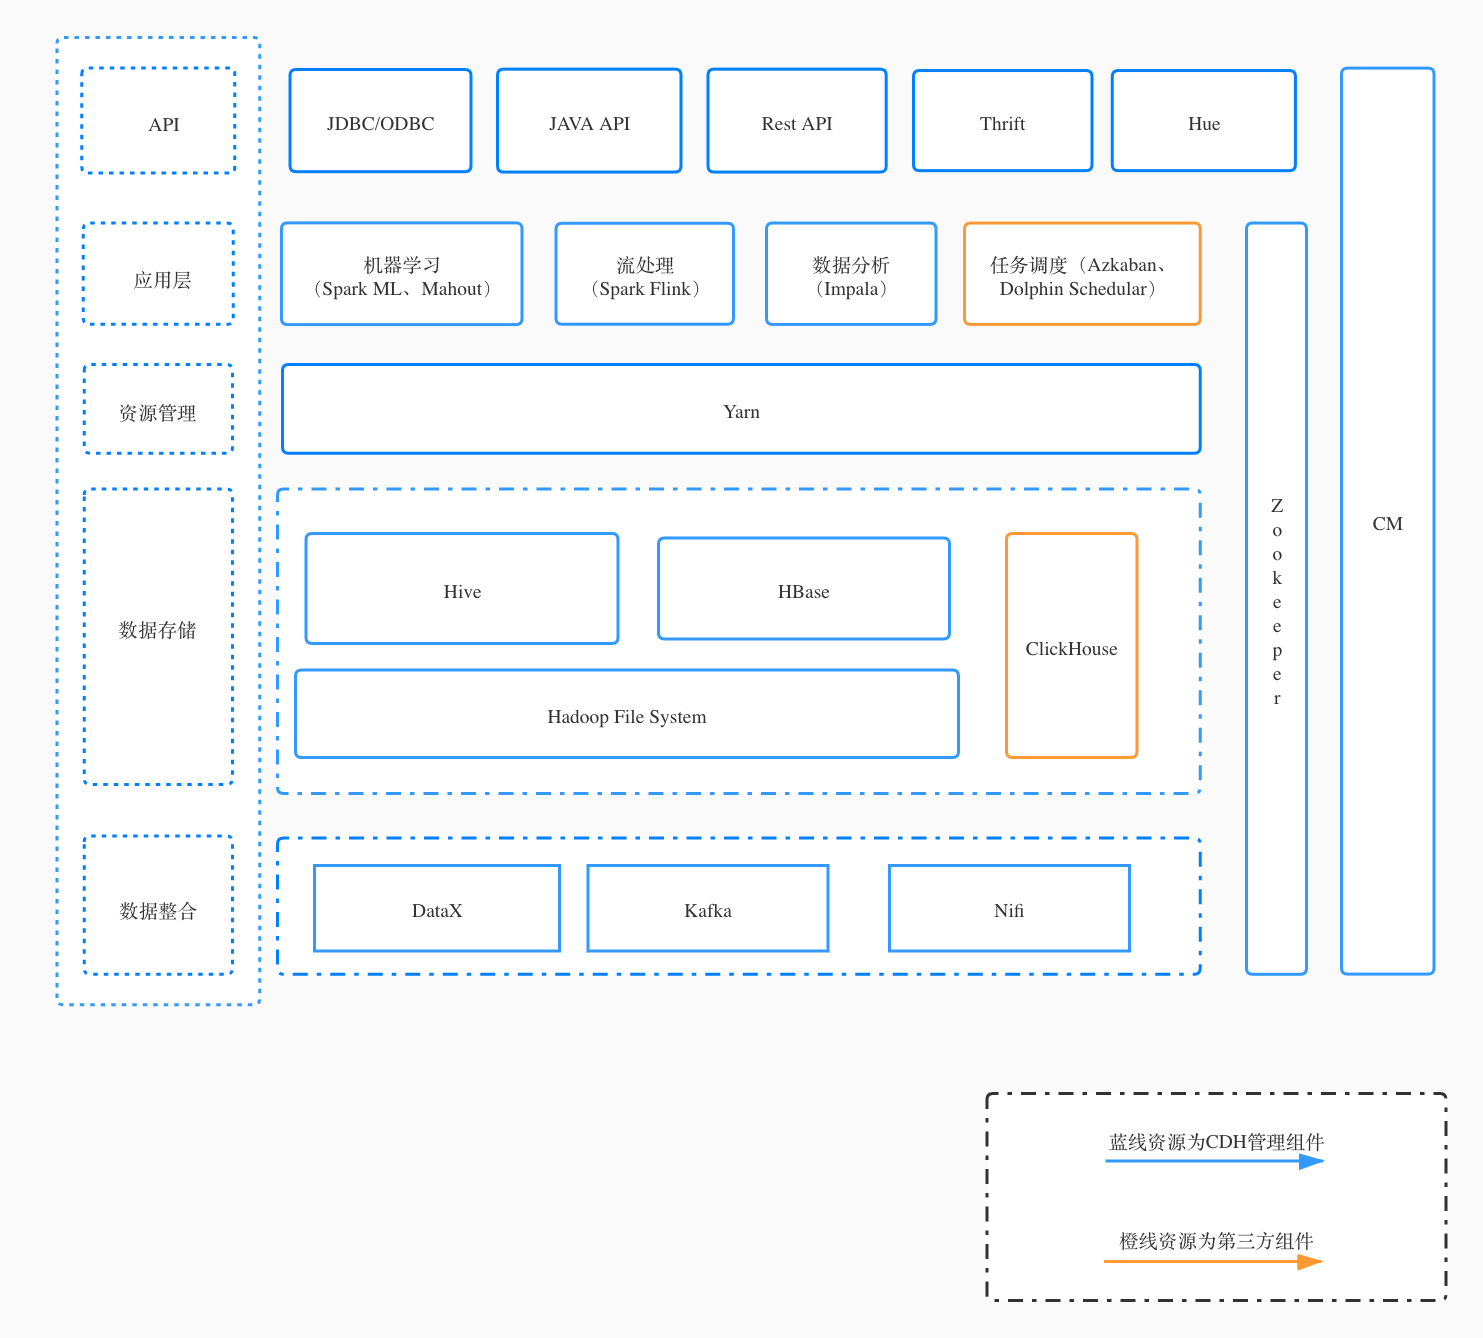 API
JDBC/ODBC
JAVA API
Rest API
Thrift
Hue
应用层
机器学习
（Spark ML、Mahout）
流处理
（Spark Flink）
数据分析
（Impala）
任务调度（Azkaban、
Dolphin Schedular）
资源管理
Yarn
数据存储
Hive
HBase
ClickHouse
Hadoop File System
数据整合
DataX
Kafka
Nifi
Zookeeper
CM
蓝线资源为CDH管理组件
橙线资源为第三方组件